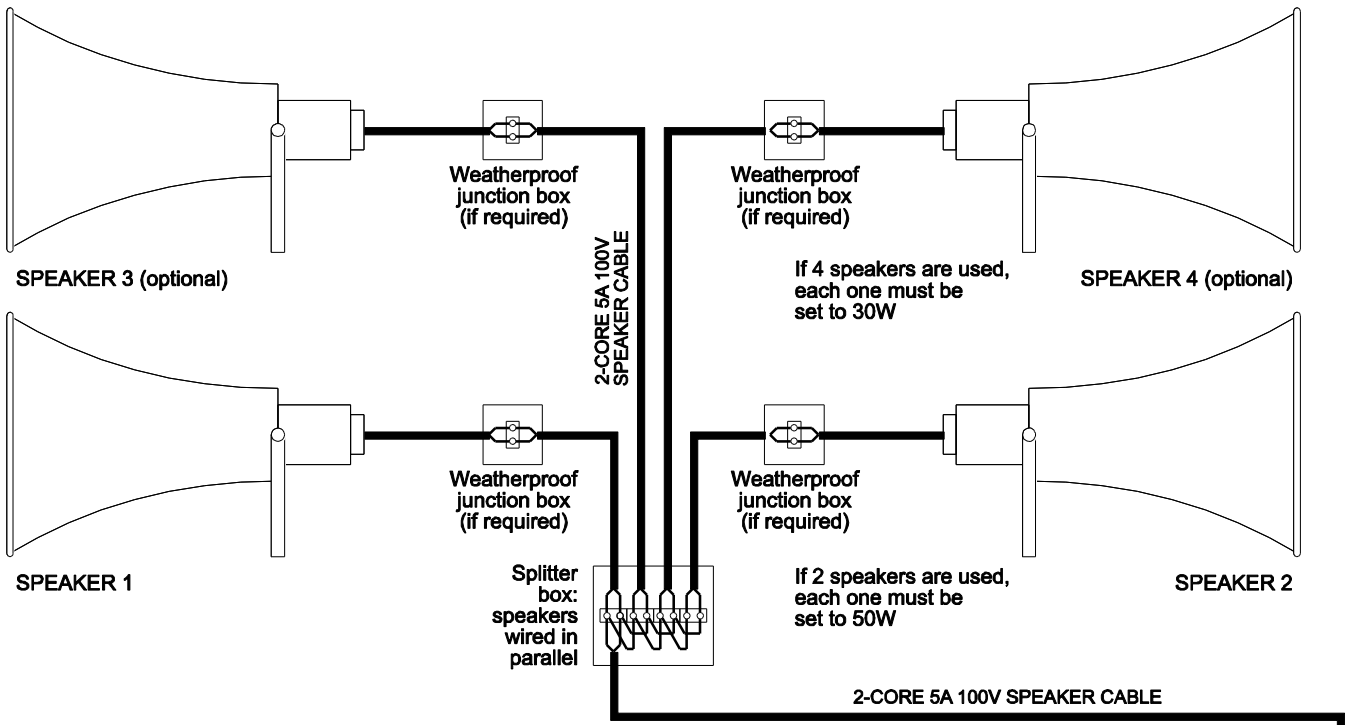 Weatherproof
junction box
(if required)
Weatherproof
junction box
(if required)
2-CORE 5A 100V
SPEAKER CABLE
SPEAKER 3 (optional)
If 4 speakers are used,
each one must be
set to 30W
SPEAKER 4 (optional)
Weatherproof
junction box
(if required)
Weatherproof
junction box
(if required)
SPEAKER 1
Splitter
box:
speakers
wired in
parallel
If 2 speakers are used,
each one must be
set to 50W
SPEAKER 2
2-CORE 5A 100V SPEAKER CABLE